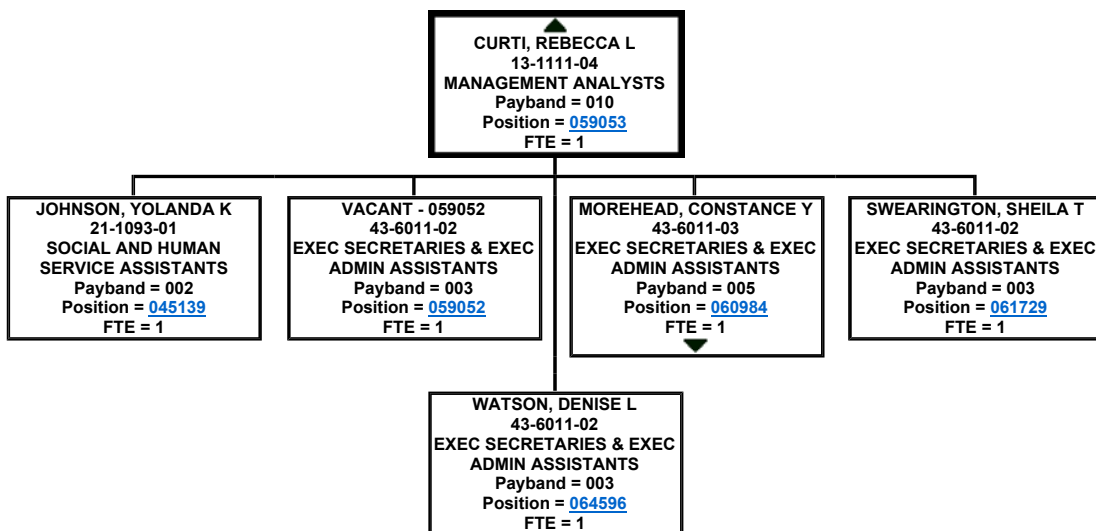 CURTI, REBECCA L
13-1111-04
MANAGEMENT ANALYSTS
Payband = 010
Position = 059053
FTE = 1
JOHNSON, YOLANDA K
21-1093-01
SOCIAL AND HUMAN
SERVICE ASSISTANTS
Payband = 002
Position = 045139
FTE = 1
VACANT - 059052
43-6011-02
EXEC SECRETARIES & EXEC
ADMIN ASSISTANTS
Payband = 003
Position = 059052
FTE = 1
MOREHEAD, CONSTANCE Y
43-6011-03
EXEC SECRETARIES & EXEC
ADMIN ASSISTANTS
Payband = 005
Position = 060984
FTE = 1
SWEARINGTON, SHEILA T
43-6011-02
EXEC SECRETARIES & EXEC
ADMIN ASSISTANTS
Payband = 003
Position = 061729
FTE = 1
WATSON, DENISE L
43-6011-02
EXEC SECRETARIES & EXEC
ADMIN ASSISTANTS
Payband = 003
Position = 064596
FTE = 1